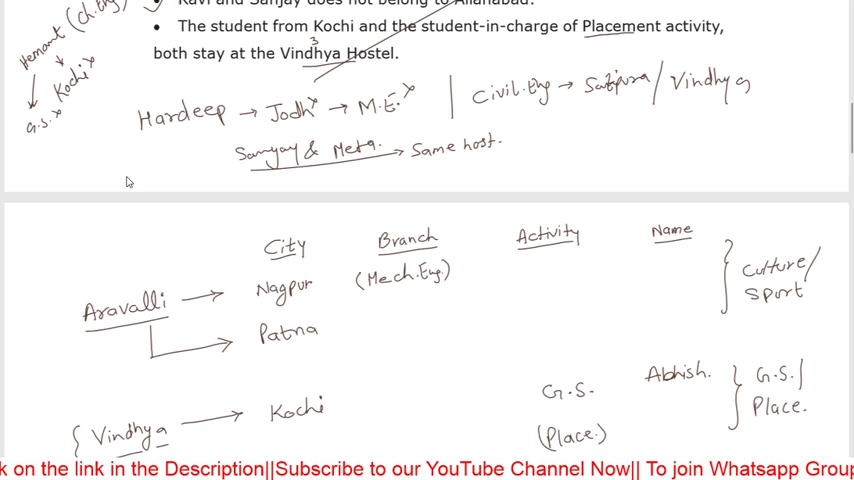 Ravi and Sanjay does not belong to Allahabad.
• The student from Kochi and the student-in-charge of Placement activity,
both stay at the Vindhya Hostel.
3
Hemant (ch.Eng)
Kochi x
G.S. x
Hardeep → Jodh x → M.E. x | Civil.Eng → Satpura / Vindhya
Sanjay & Meta. → Same host.
City Branch Activity Name
Aravalli → Nagpur (Mech.Eng.) } Culture/
Sport
→ Patna
{ Vindhya → Kochi G.S. Abhish. } G.S./
(Place.) Place.
k on the link in the Description||Subscribe to our YouTube Channel Now|| To join Whatsapp Group